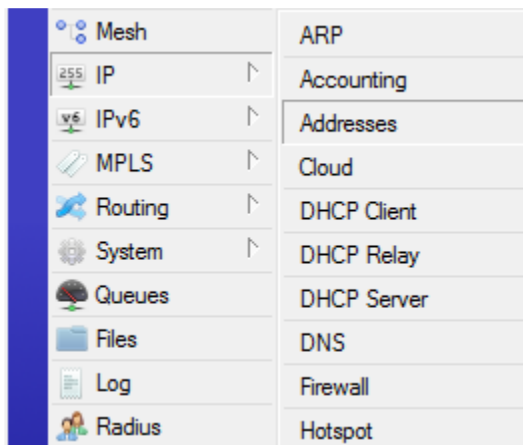 Mesh
255 IP
v6 IPv6
MPLS
Routing
System
Queues
Files
Log
Radius
ARP
Accounting
Addresses
Cloud
DHCP Client
DHCP Relay
DHCP Server
DNS
Firewall
Hotspot